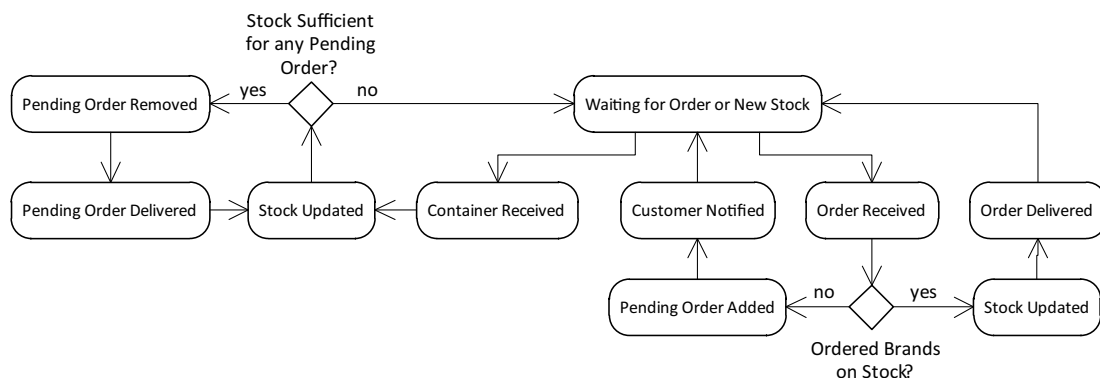 Stock Sufficient
for any Pending
Order?
yes
no
Pending Order Removed
Waiting for Order or New Stock
Pending Order Delivered
Stock Updated
Container Received
Customer Notified
Order Received
Order Delivered
Pending Order Added
no
yes
Stock Updated
Ordered Brands
on Stock?